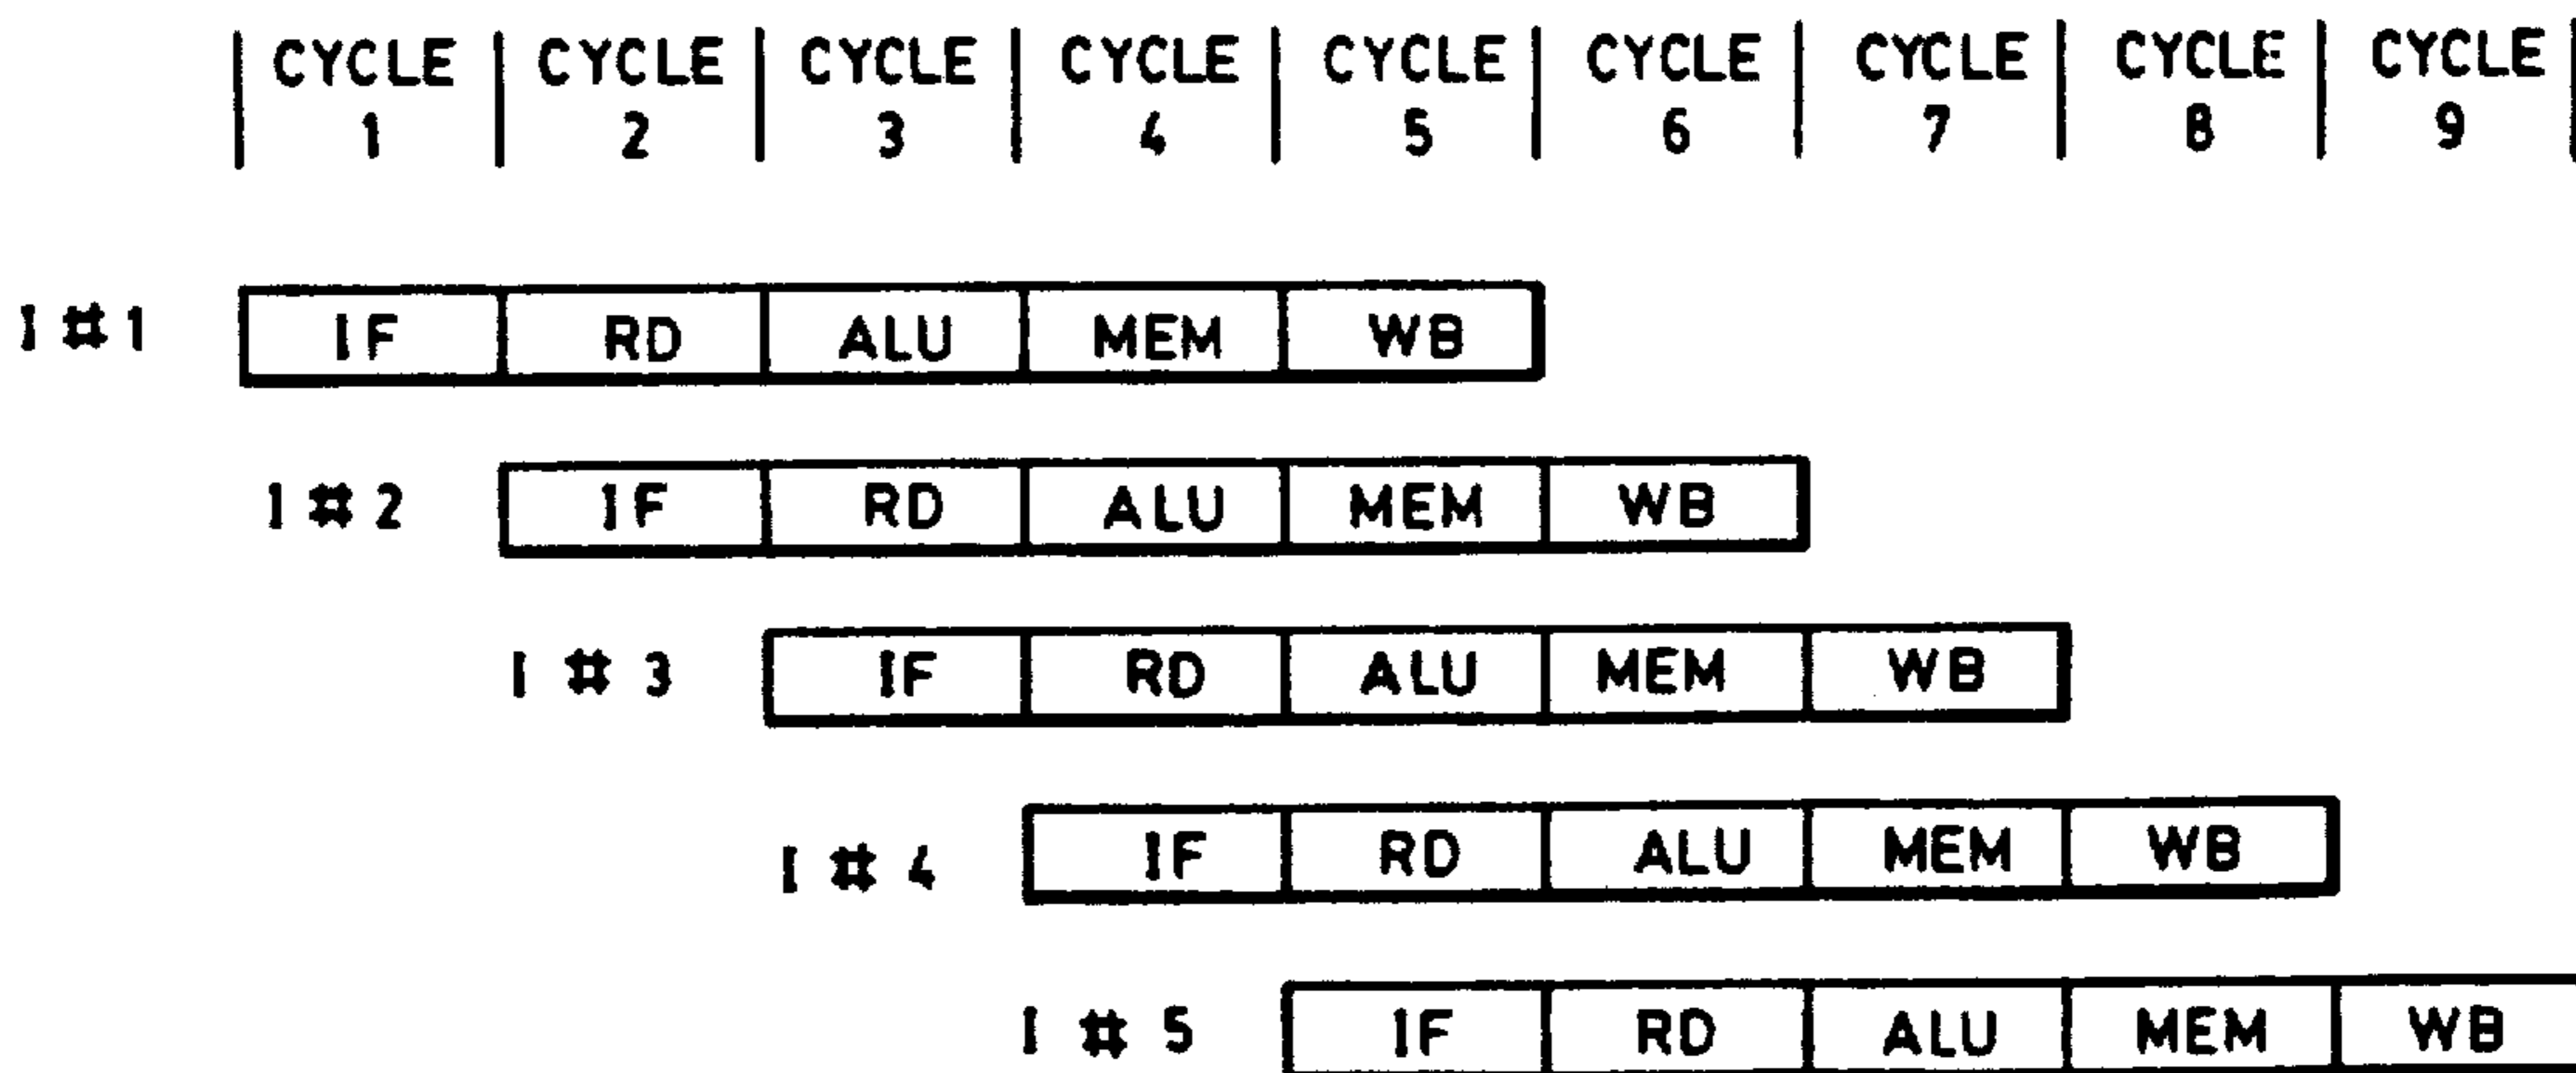 CYCLE CYCLE CYCLE CYCLE CYCLE CYCLE CYCLE CYCLE CYCLE
1 2 3 4 5 6 7 8 9
I#1 IF RD ALU MEM WB
I#2 IF RD ALU MEM WB
I#3 IF RD ALU MEM WB
I#4 IF RD ALU MEM WB
I#5 IF RD ALU MEM WB